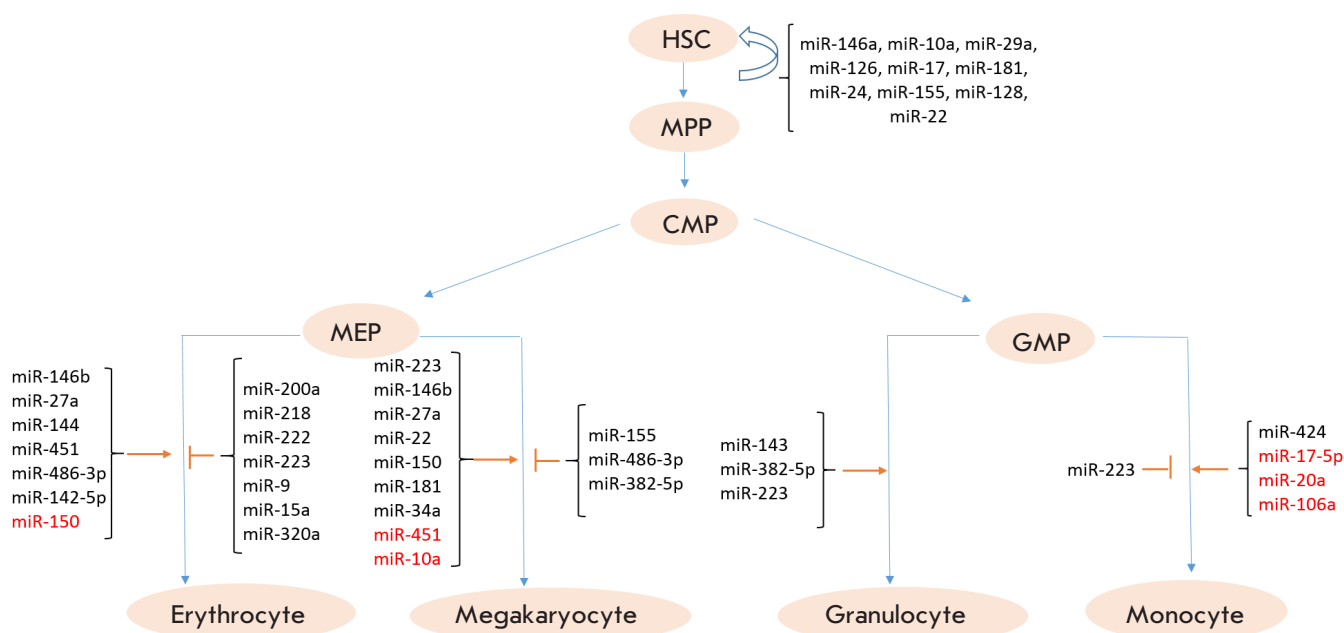 HSC
miR-146a, miR-10a, miR-29a,
miR-126, miR-17, miR-181,
miR-24, miR-155, miR-128,
miR-22
MPP
CMP
MEP
GMP
miR-146b
miR-27a
miR-144
miR-451
miR-486-3p
miR-142-5p
miR-150
miR-200a
miR-218
miR-222
miR-223
miR-9
miR-15a
miR-320a
miR-223
miR-146b
miR-27a
miR-22
miR-150
miR-181
miR-34a
miR-451
miR-10a
miR-155
miR-486-3p
miR-382-5p
miR-143
miR-382-5p
miR-223
miR-223
miR-424
miR-17-5p
miR-20a
miR-106a
Erythrocyte
Megakaryocyte
Granulocyte
Monocyte